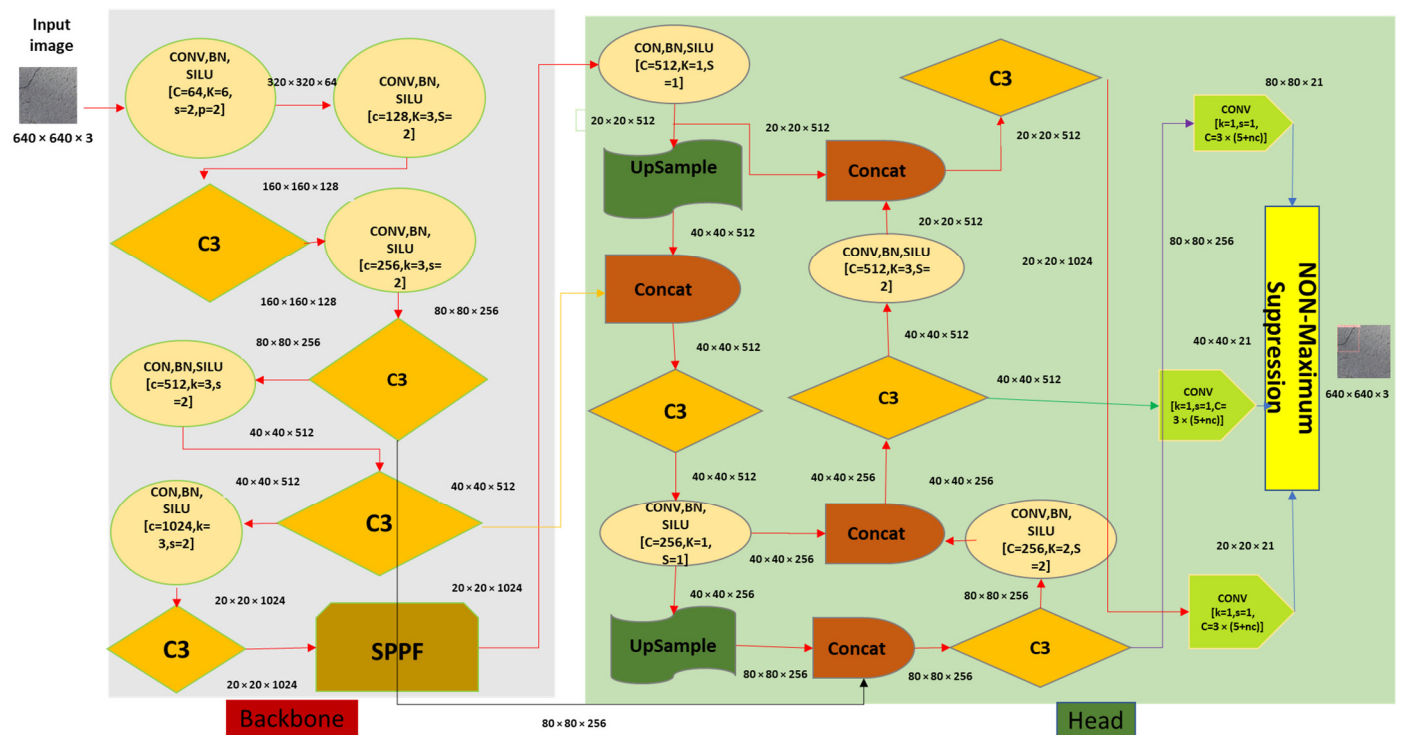 Input
image
640 × 640 × 3
CONV,BN,
SILU
[C=64,K=6,
s=2,p=2]
320×320×64
CONV,BN,
SILU
[c=128,K=3,S=
2]
160×160×128
C3
CONV,BN,
SILU
[c=256,k=3,s=
2]
160×160×128
80×80×256
80×80×256
C3
CON,BN,SILU
[c=512,k=3,s
=2]
40×40×512
40×40×512
40×40×512
C3
CON,BN,
SILU
[c=1024,k=
3,s=2]
20×20×1024
20×20×1024
C3
SPPF
20×20×1024
Backbone
80×80×256
CON,BN,SILU
[C=512,K=1,S
=1]
20×20×512
UpSample
40×40×512
Concat
40×40×512
C3
40×40×512
CONV,BN,
SILU
[C=256,K=1,
S=1]
40×40×256
40×40×256
UpSample
80×80×256
Concat
80×80×256
C3
80×80×256
CONV,BN,
SILU
[C=256,K=2,S
=2]
40×40×256
Concat
40×40×256
C3
40×40×512
40×40×512
CONV,BN,SILU
[C=512,K=3,S=
2]
20×20×512
Concat
20×20×512
20×20×512
C3
20×20×1024
80×80×256
CONV
[k=1,s=1,
C=3×(5+nc)]
80×80×21
CONV
[k=1,s=1,C=
3×(5+nc)]
40×40×21
CONV
[k=1,s=1,
C=3×(5+nc)]
20×20×21
NON-Maximum
Suppression
640×640×3
Head